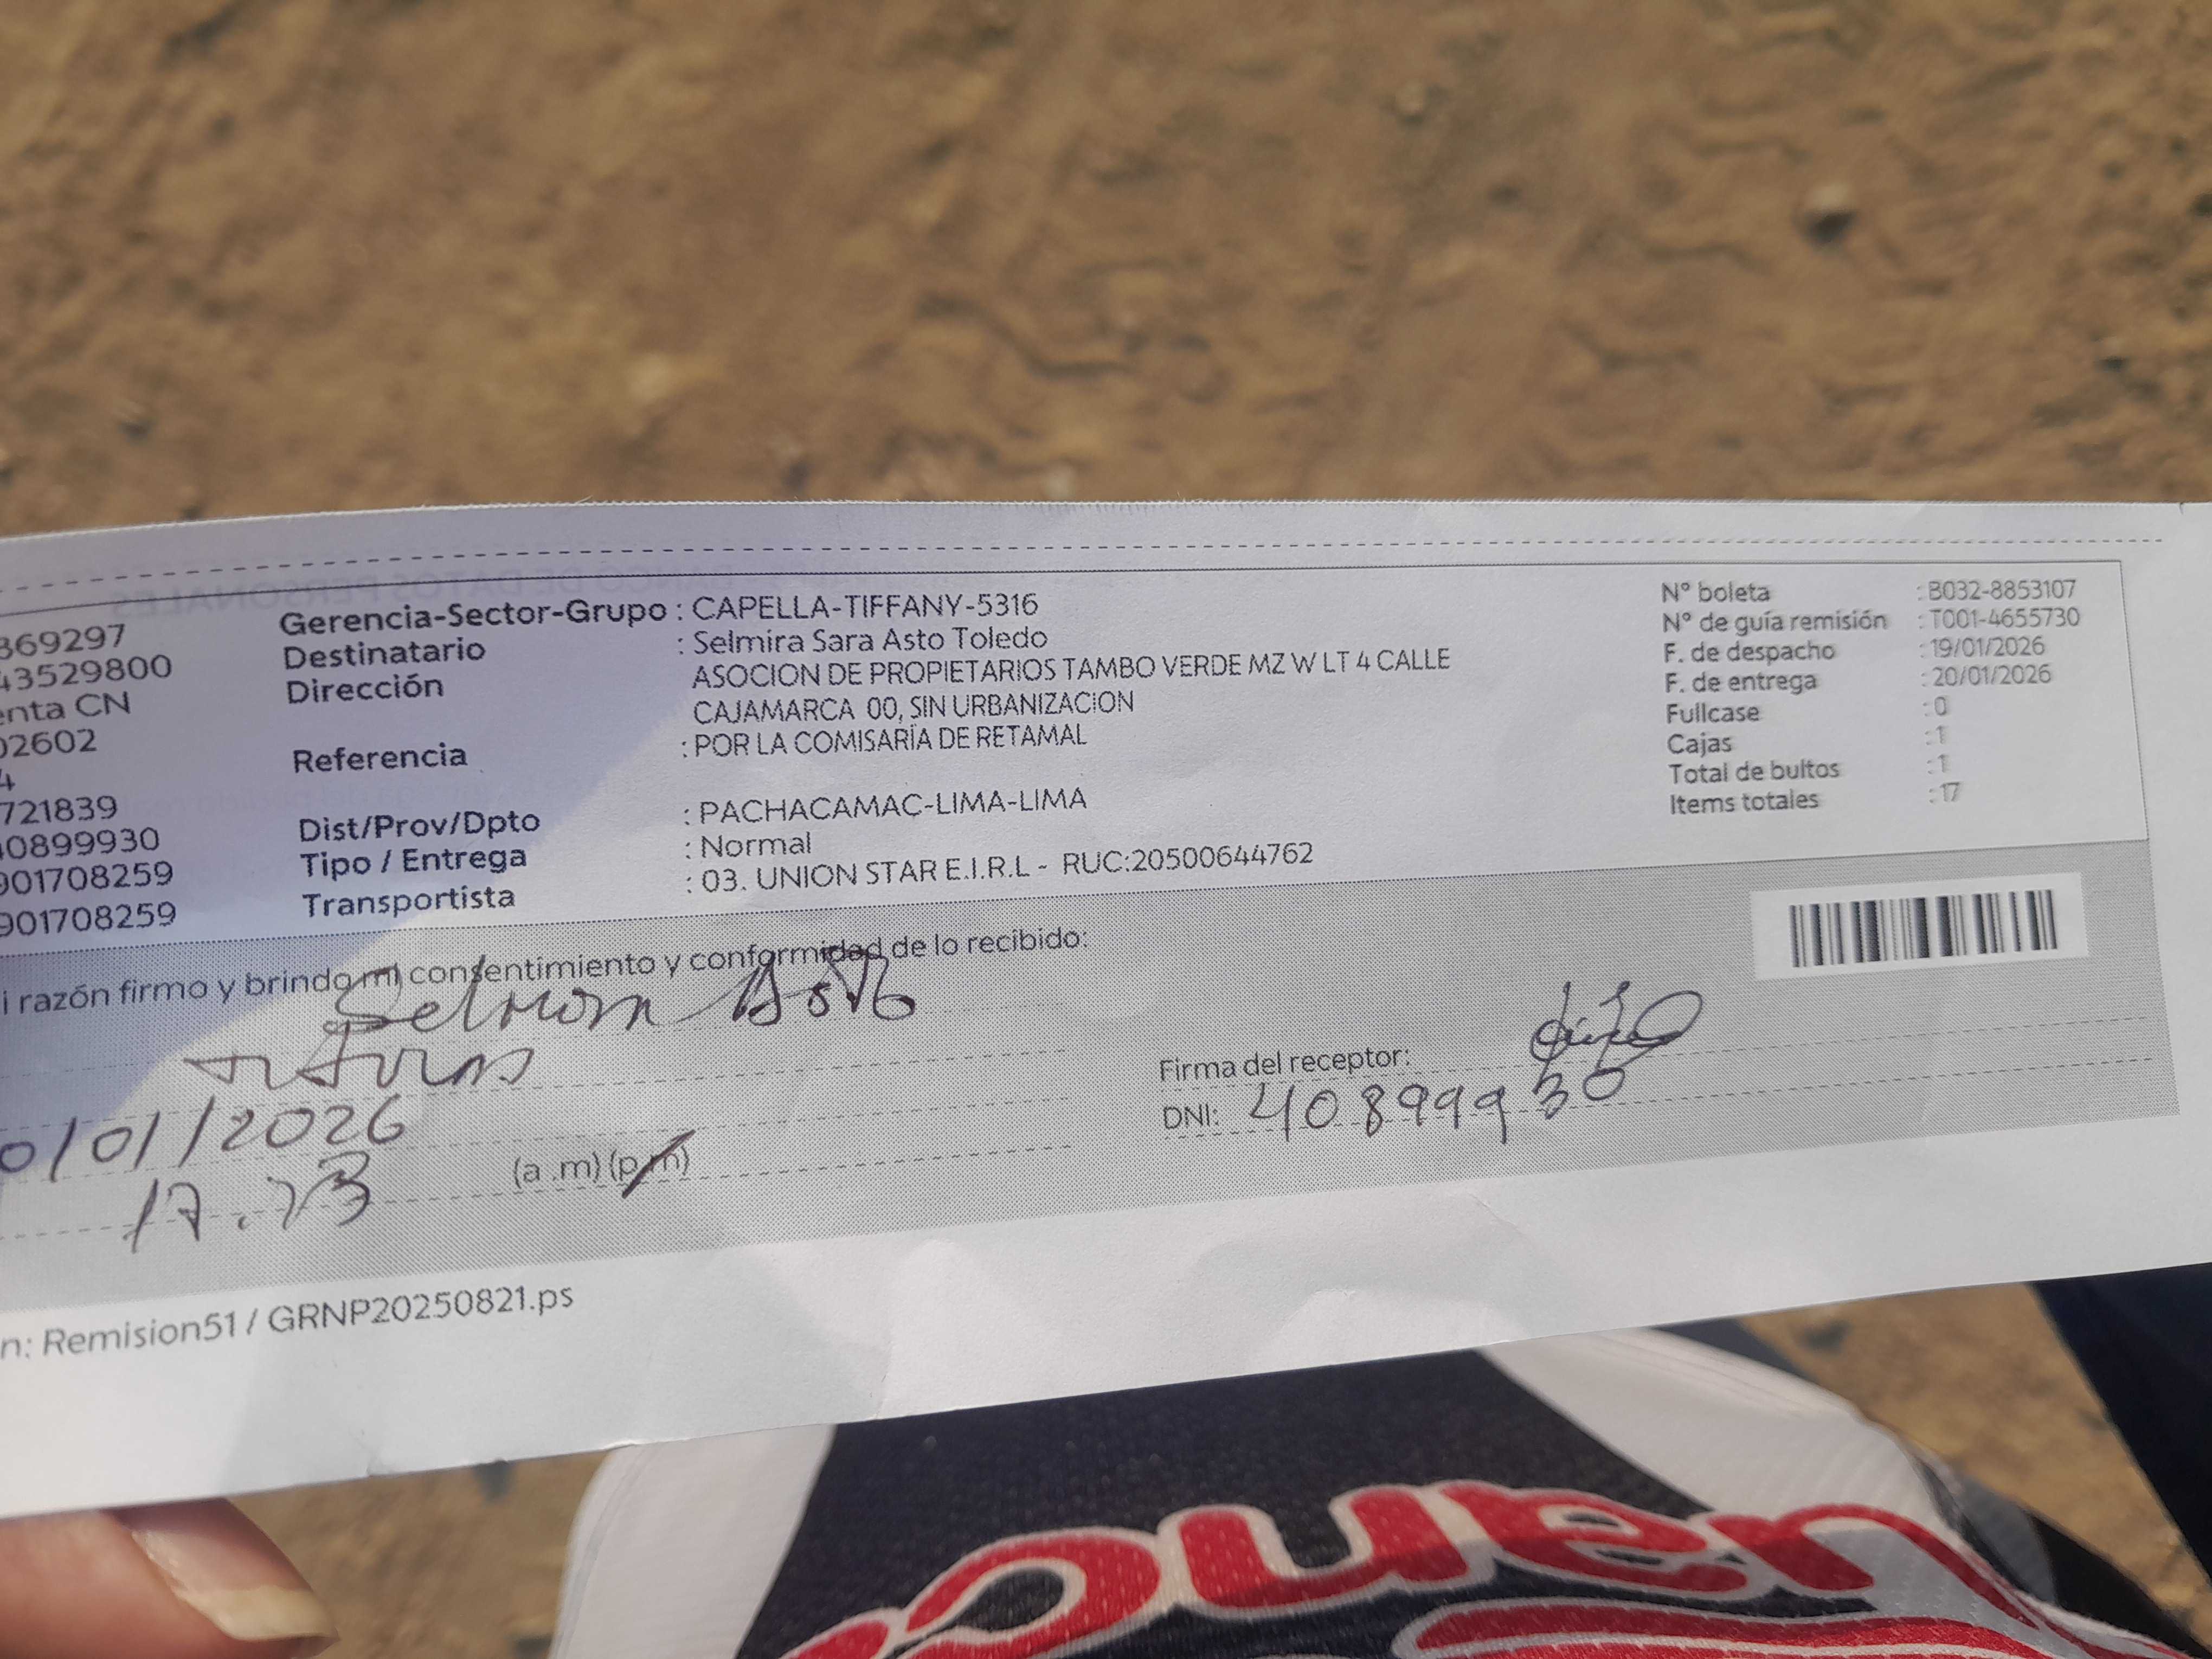 369297
43529800
enta CN
02602
4
721839
40899930
901708259
901708259
Gerencia-Sector-Grupo : CAPELLA-TIFFANY-5316
Destinatario : Selmira Sara Asto Toledo
Dirección ASOCION DE PROPIETARIOS TAMBO VERDE MZ W LT 4 CALLE
CAJAMARCA 00, SIN URBANIZACION
Referencia : POR LA COMISARÍA DE RETAMAL
Dist/Prov/Dpto : PACHACAMAC-LIMA-LIMA
Tipo / Entrega : Normal
Transportista : 03. UNION STAR E.I.R.L - RUC:20500644762
N° boleta : B032-8853107
N° de guía remisión : T001-4655730
F. de despacho : 19/01/2026
F. de entrega : 20/01/2026
Fullcase : 0
Cajas : 1
Total de bultos : 1
Items totales : 17
i razón firmo y brindo mi consentimiento y conformidad de lo recibido:
Asto
0/01/2026
(a .m) (p.m)
Firma del receptor:
DNI: 40899930
n: Remision51 / GRNP20250821.ps